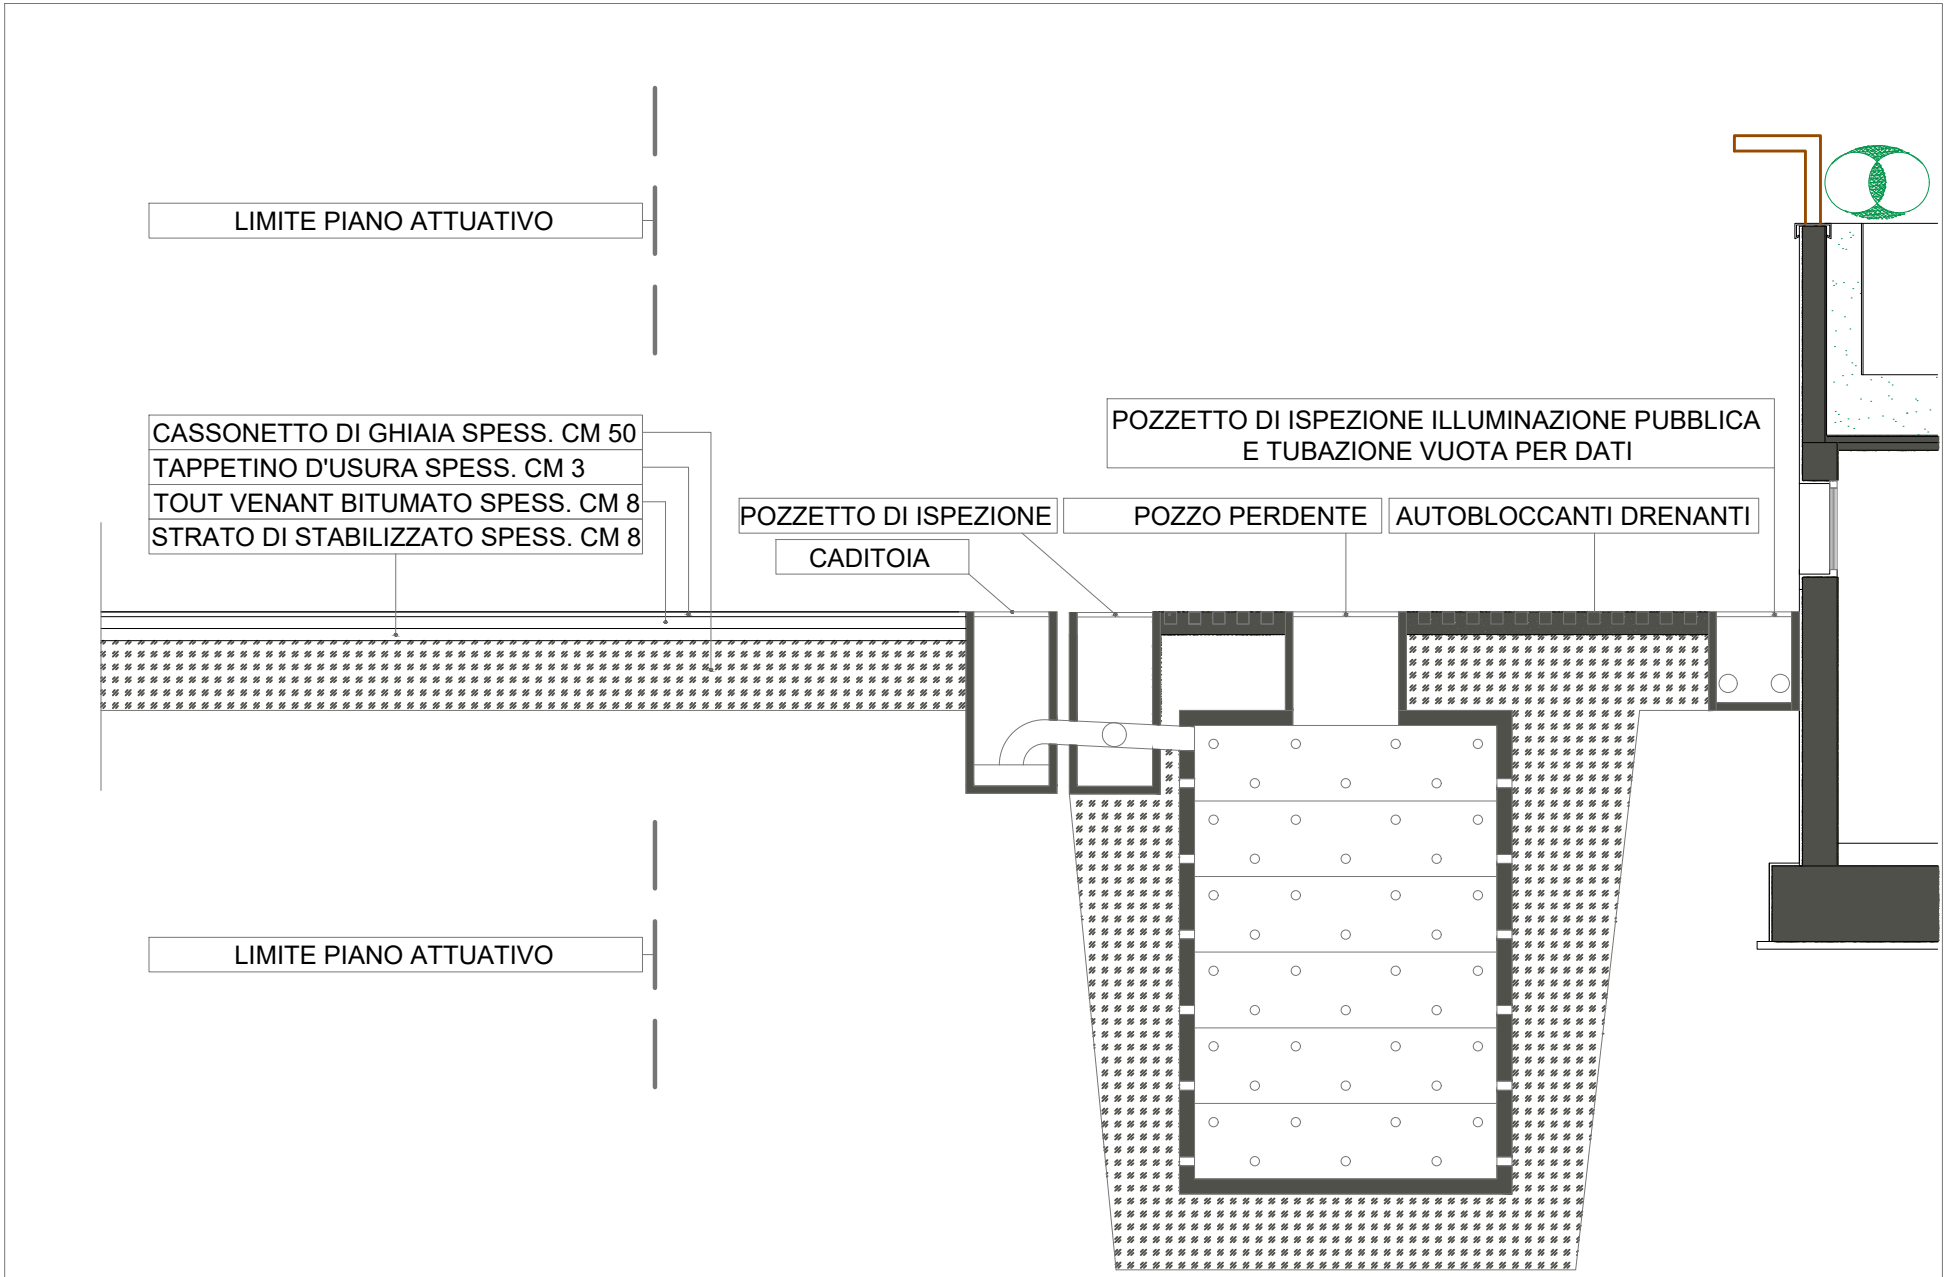 LIMITE PIANO ATTUATIVO
CASSONETTO DI GHIAIA SPESS. CM 50
TAPPETINO D'USURA SPESS. CM 3
TOUT VENANT BITUMATO SPESS. CM 8
STRATO DI STABILIZZATO SPESS. CM 8
POZZETTO DI ISPEZIONE ILLUMINAZIONE PUBBLICA
E TUBAZIONE VUOTA PER DATI
POZZETTO DI ISPEZIONE
POZZO PERDENTE
AUTOBLOCCANTI DRENANTI
CADITOIA
LIMITE PIANO ATTUATIVO